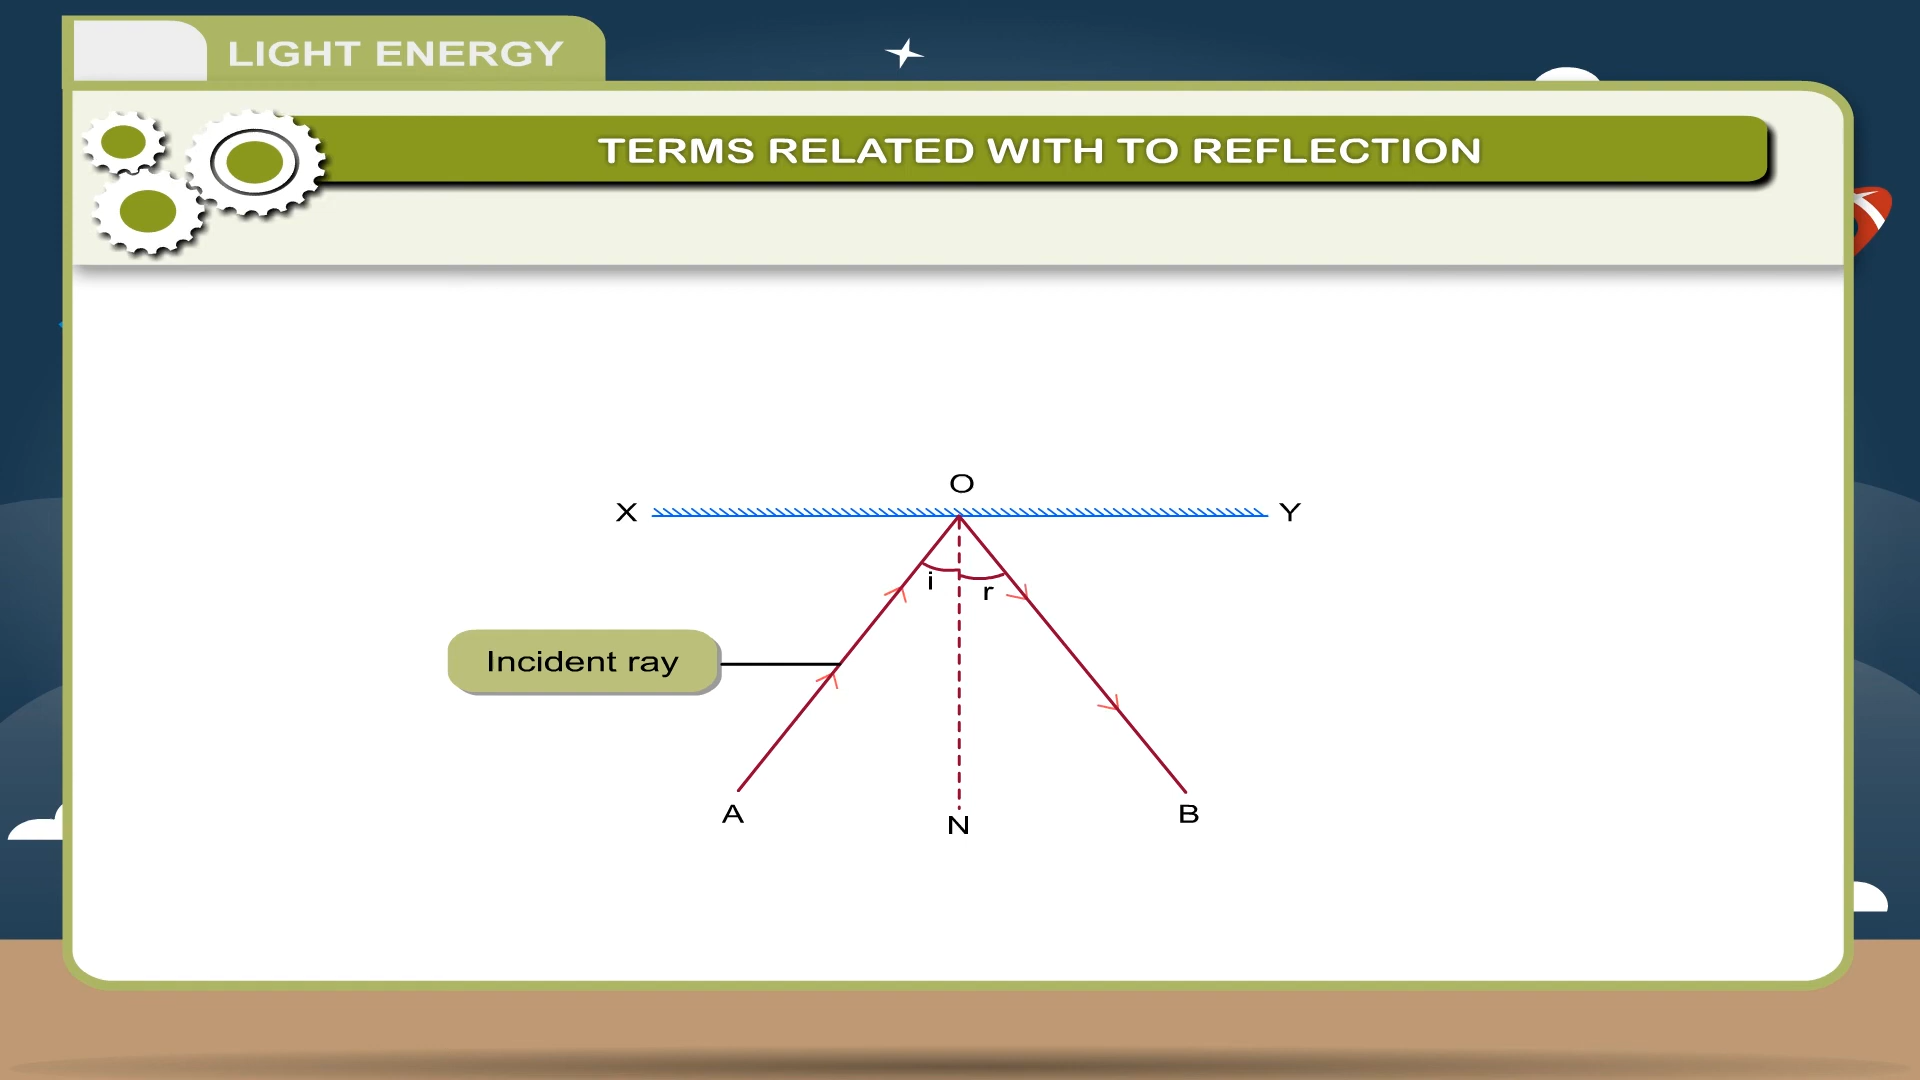 LIGHT ENERGY
TERMS RELATED WITH TO REFLECTION
O
X
Y
i
r
Incident ray
A
N
B